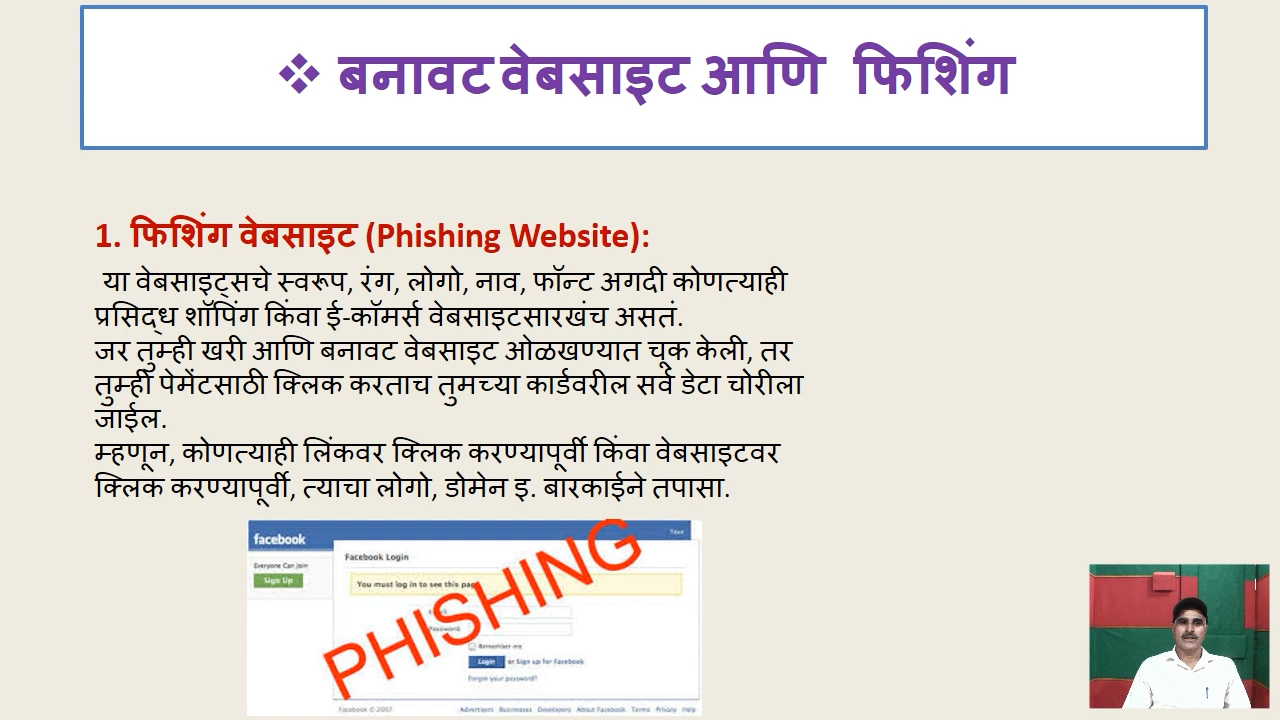 ❖ बनावट वेबसाइट आणि फिशिंग
1. फिशिंग वेबसाइट (Phishing Website):
या वेबसाइट्सचे स्वरूप, रंग, लोगो, नाव, फॉन्ट अगदी कोणत्याही
प्रसिद्ध शॉपिंग किंवा ई-कॉमर्स वेबसाइटसारखंच असतं.
जर तुम्ही खरी आणि बनावट वेबसाइट ओळखण्यात चूक केली, तर
तुम्ही पेमेंटसाठी क्लिक करताच तुमच्या कार्डवरील सर्व डेटा चोरीला
जाईल.
म्हणून, कोणत्याही लिंकवर क्लिक करण्यापूर्वी किंवा वेबसाइटवर
क्लिक करण्यापूर्वी, त्याचा लोगो, डोमेन इ. बारकाईने तपासा.
facebook
Tour
Everyone Can Join
Sign Up
Facebook Login
You must log in to see this
PHISHING
Password
Remember me
Login or Sign up for Facebook
Forgot your password?
Facebook © 2007
Advertisers Businesses Developers About Facebook Terms Privacy Help